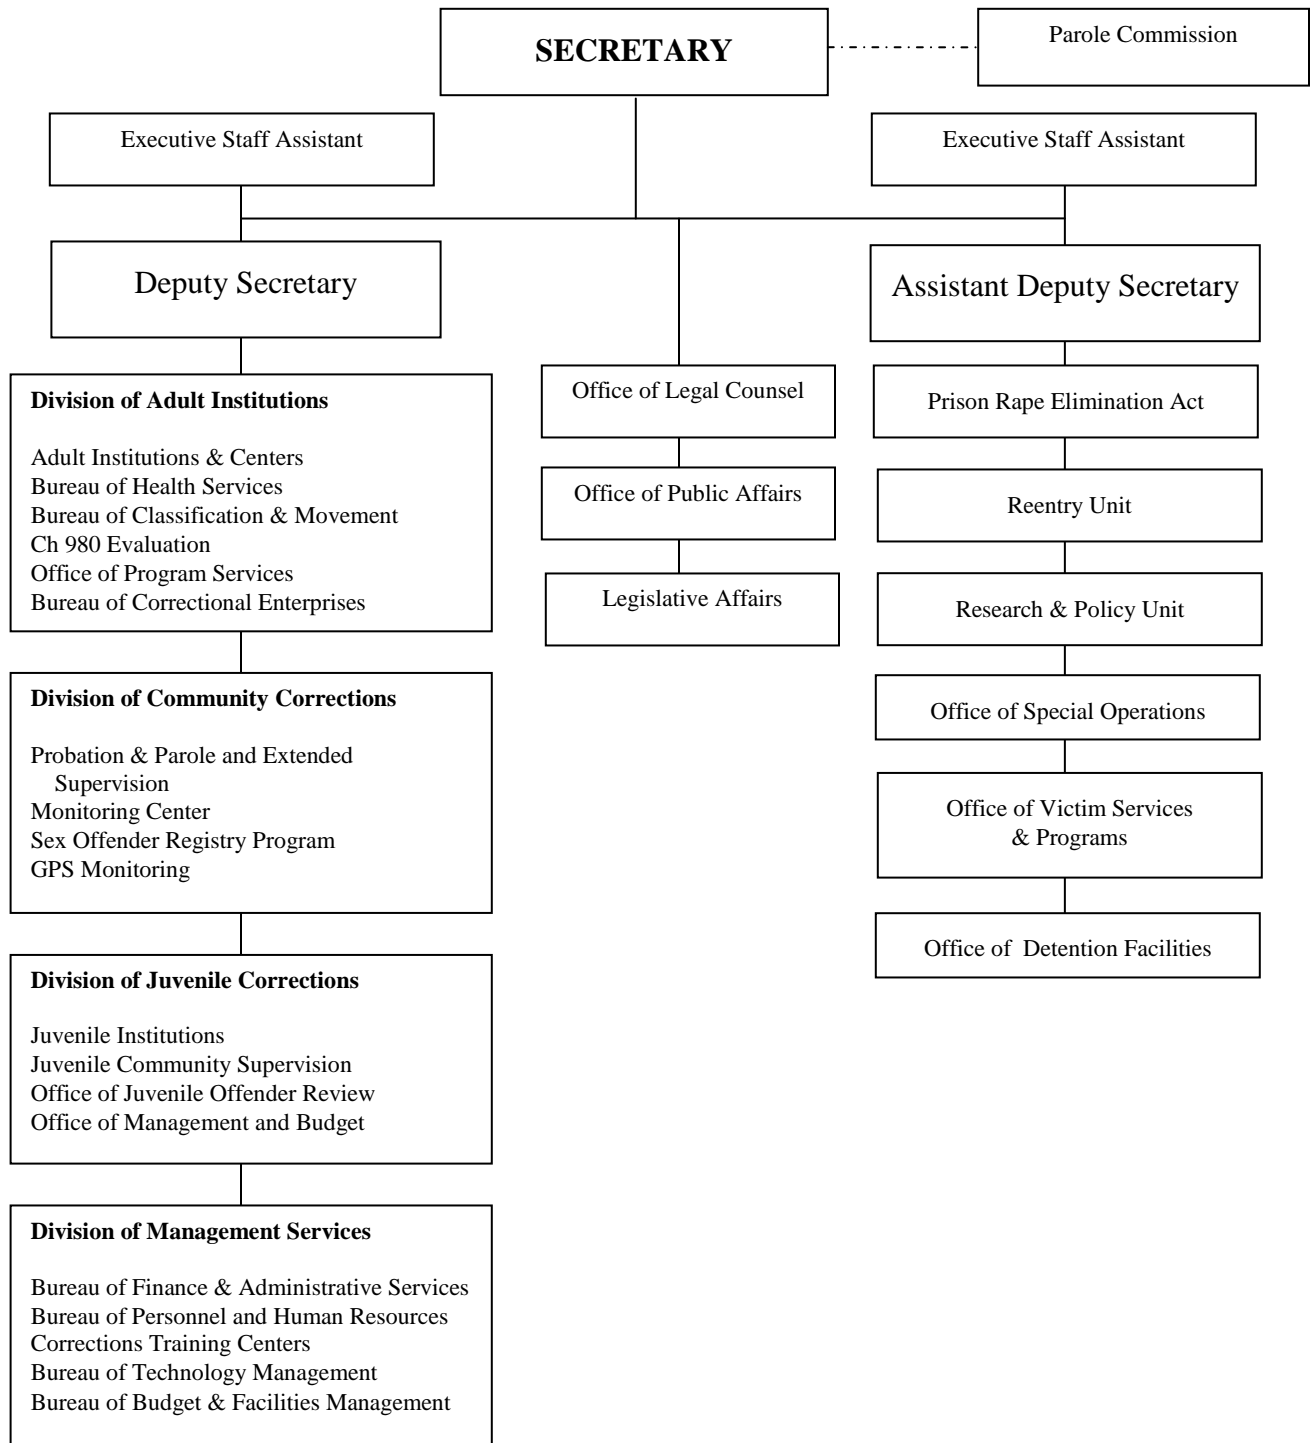 SECRETARY
Parole Commission
Executive Staff Assistant
Executive Staff Assistant
Deputy Secretary
Assistant Deputy Secretary
Division of Adult Institutions
Adult Institutions & Centers
Bureau of Health Services
Bureau of Classification & Movement
Ch 980 Evaluation
Office of Program Services
Bureau of Correctional Enterprises
Division of Community Corrections
Probation & Parole and Extended
Supervision
Monitoring Center
Sex Offender Registry Program
GPS Monitoring
Division of Juvenile Corrections
Juvenile Institutions
Juvenile Community Supervision
Office of Juvenile Offender Review
Office of Management and Budget
Division of Management Services
Bureau of Finance & Administrative Services
Bureau of Personnel and Human Resources
Corrections Training Centers
Bureau of Technology Management
Bureau of Budget & Facilities Management
Office of Legal Counsel
Office of Public Affairs
Legislative Affairs
Prison Rape Elimination Act
Reentry Unit
Research & Policy Unit
Office of Special Operations
Office of Victim Services
& Programs
Office of Detention Facilities